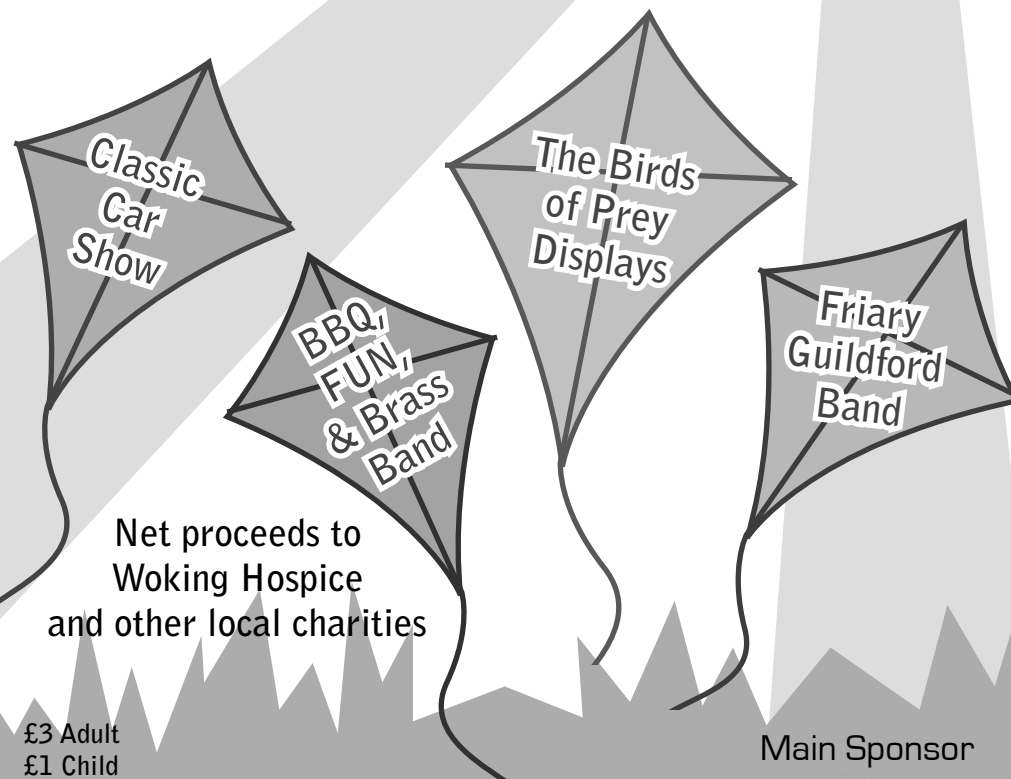 Classic
Car
Show
The Birds
of Prey
Displays
BBQ,
FUN,
& Brass
Band
Friary
Guildford
Band
Net proceeds to
Woking Hospice
and other local charities
£3 Adult
£1 Child
Main Sponsor